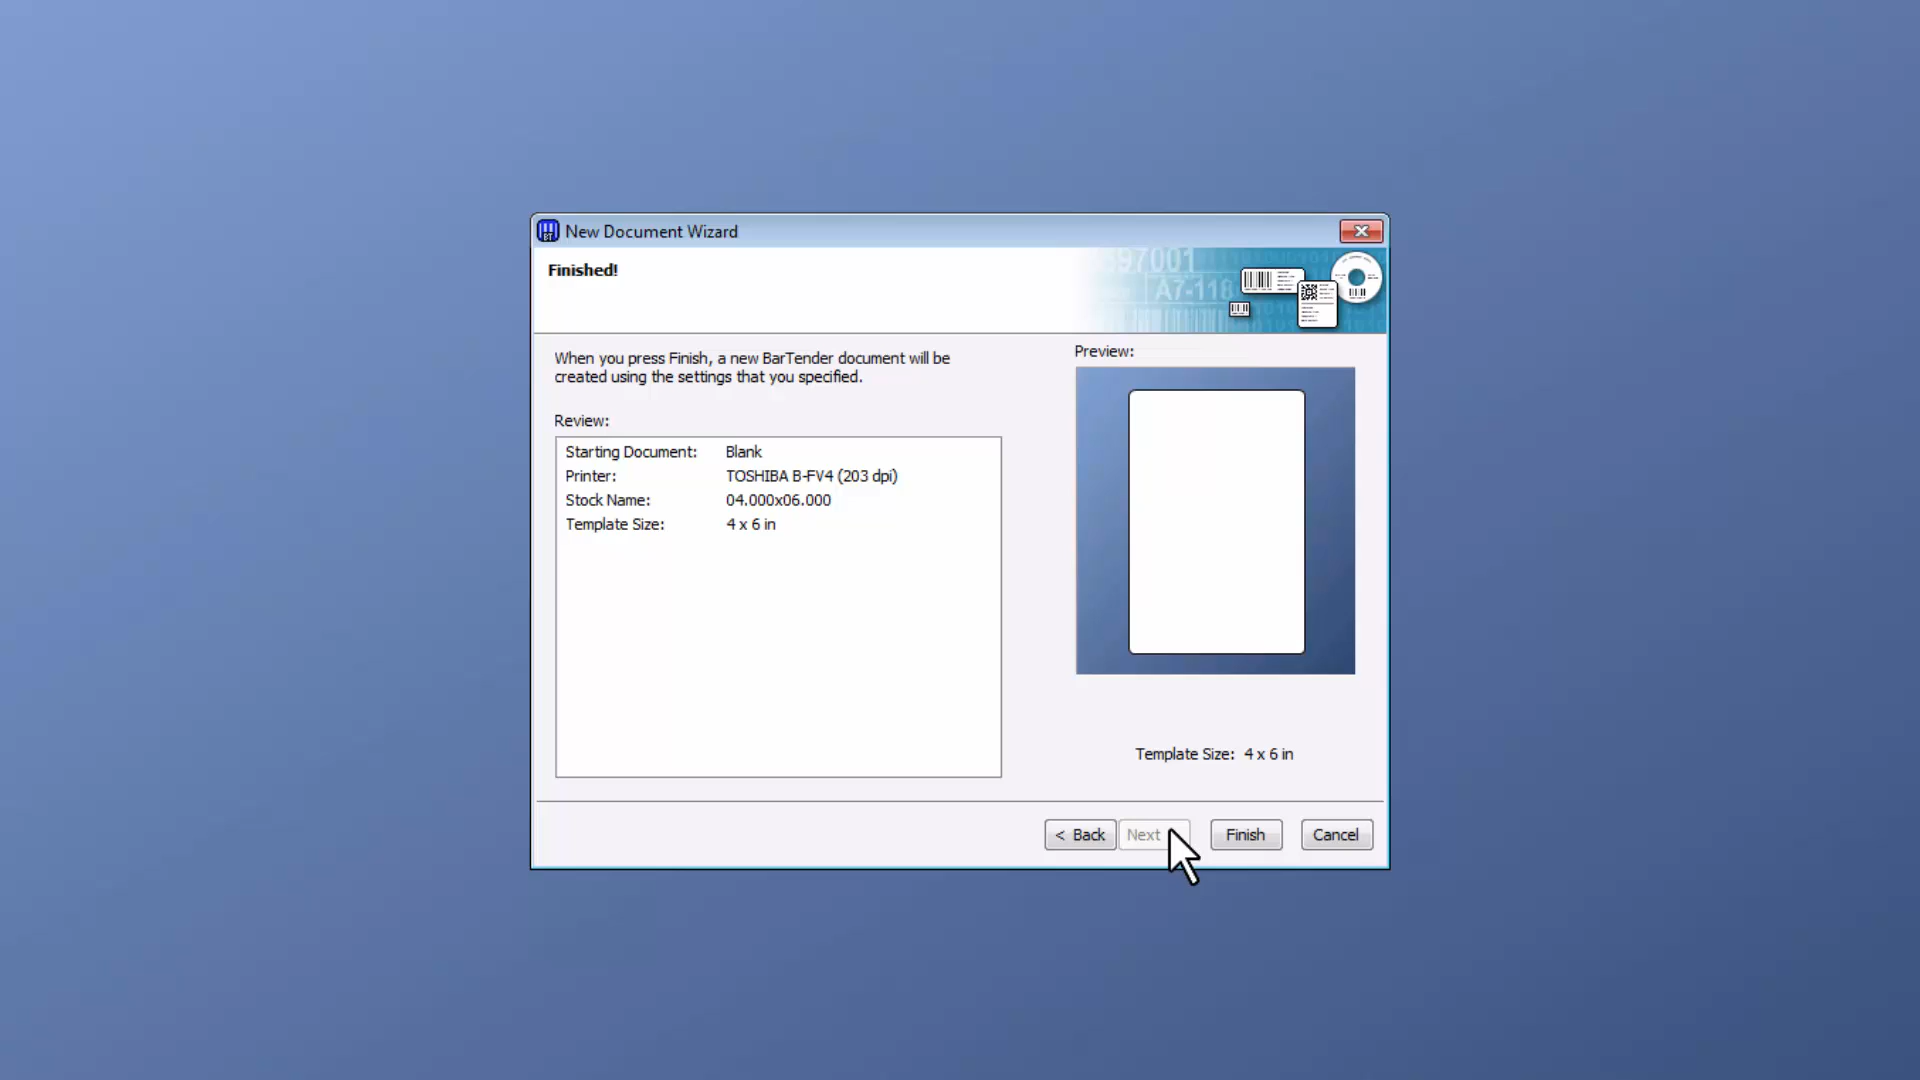 New Document Wizard
Finished!
When you press Finish, a new BarTender document will be
created using the settings that you specified.
Review:
Starting Document: Blank
Printer: TOSHIBA B-FV4 (203 dpi)
Stock Name: 04.000x06.000
Template Size: 4 x 6 in
Preview:
Template Size: 4 x 6 in
< Back
Next
Finish
Cancel